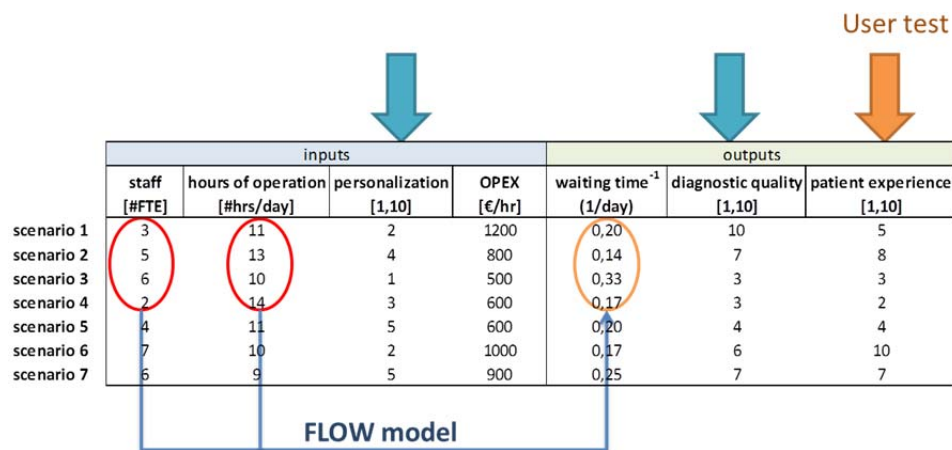 User test
inputs outputs
staff hours of operation personalization OPEX waiting time⁻¹ diagnostic quality patient experience
[#FTE] [#hrs/day] [1,10] [€/hr] (1/day) [1,10] [1,10]
scenario 1 3 11 2 1200 0,20 10 5
scenario 2 5 13 4 800 0,14 7 8
scenario 3 6 10 1 500 0,33 3 3
scenario 4 2 14 3 600 0,17 3 2
scenario 5 4 11 5 600 0,20 4 4
scenario 6 7 10 2 1000 0,17 6 10
scenario 7 6 9 5 900 0,25 7 7
FLOW model